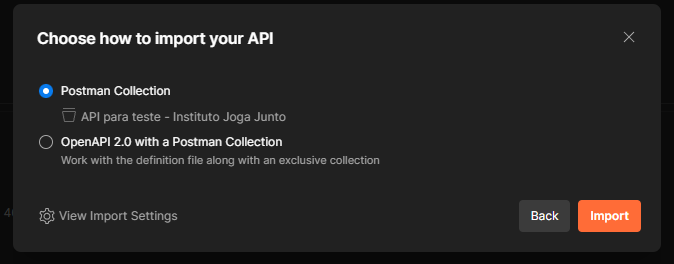 Choose how to import your API
Postman Collection
API para teste - Instituto Joga Junto
OpenAPI 2.0 with a Postman Collection
Work with the definition file along with an exclusive collection
View Import Settings
Back
Import